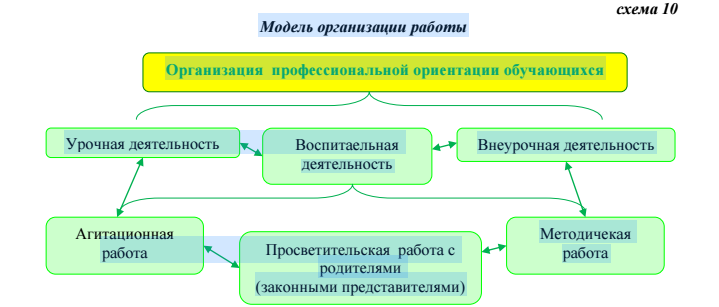 схема 10
Модель организации работы
Организация профессиональной ориентации обучающихся
Урочная деятельность
Воспитаельная
деятельность
Внеурочная деятельность
Агитационная
работа
Просветительская работа с
родителями
(законными представителями)
Методичекая
работа